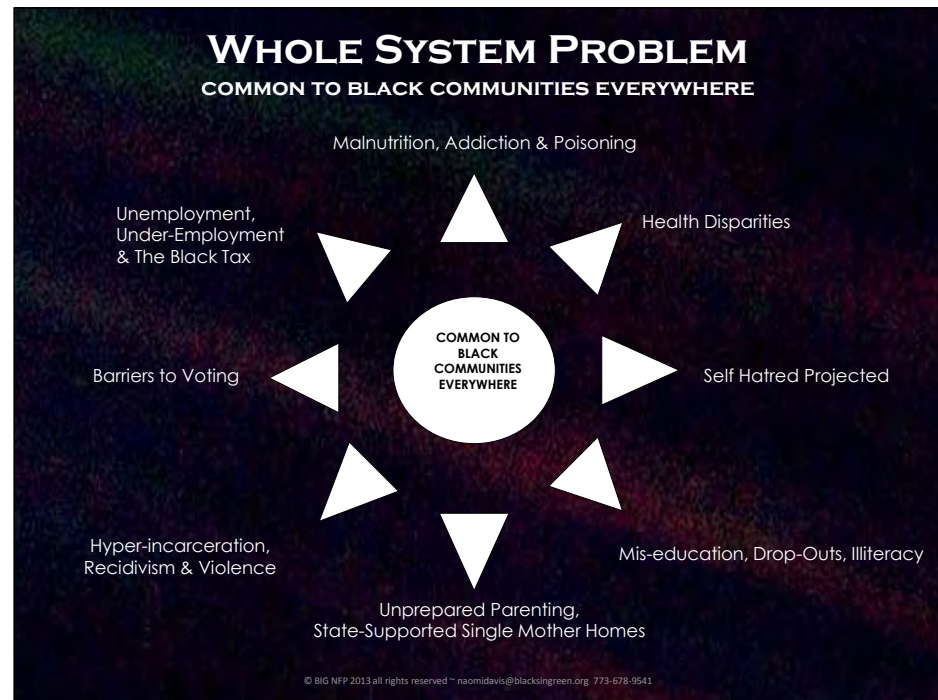 WHOLE SYSTEM PROBLEM
COMMON TO BLACK COMMUNITIES EVERYWHERE
Malnutrition, Addiction & Poisoning
Health Disparities
Self Hatred Projected
Mis-education, Drop-Outs, Illiteracy
Unprepared Parenting,
State-Supported Single Mother Homes
Hyper-incarceration,
Recidivism & Violence
Barriers to Voting
Unemployment,
Under-Employment
& The Black Tax
COMMON TO
BLACK
COMMUNITIES
EVERYWHERE
© BIG NFP 2013 all rights reserved ~ naomidavis@blacksingreen.org 773-678-9541